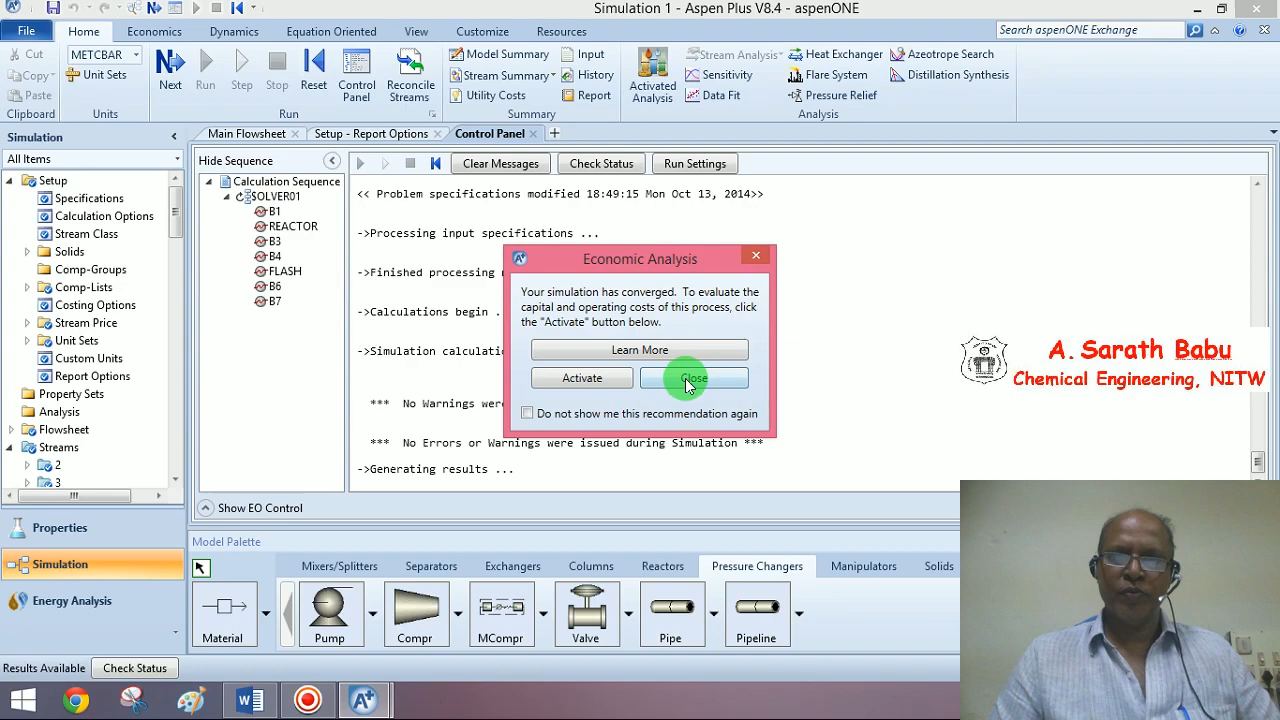 Simulation 1 - Aspen Plus V8.4 - aspenONE
File
Home
Economics
Dynamics
Equation Oriented
View
Customize
Resources
Search aspenONE Exchange
Cut
Copy
Paste
Clipboard
METCBAR
Unit Sets
Units
Next
Run
Step
Stop
Reset
Control Panel
Reconcile Streams
Run
Model Summary
Input
Stream Summary
History
Utility Costs
Report
Summary
Activated Analysis
Stream Analysis
Heat Exchanger
Azeotrope Search
Sensitivity
Flare System
Distillation Synthesis
Data Fit
Pressure Relief
Analysis
Simulation
All Items
Setup
Specifications
Calculation Options
Stream Class
Solids
Comp-Groups
Comp-Lists
Costing Options
Stream Price
Unit Sets
Custom Units
Report Options
Property Sets
Analysis
Flowsheet
Streams
2
3
Properties
Simulation
Energy Analysis
Main Flowsheet
Setup - Report Options
Control Panel
Hide Sequence
Calculation Sequence
$OLVER01
B1
REACTOR
B3
B4
FLASH
B6
B7
Clear Messages
Check Status
Run Settings
<< Problem specifications modified 18:49:15 Mon Oct 13, 2014>>
->Processing input specifications ...
->Finished processing
->Calculations begin .
->Simulation calculati
*** No Warnings were
*** No Errors or Warnings were issued during Simulation ***
->Generating results ...
Economic Analysis
Your simulation has converged. To evaluate the
capital and operating costs of this process, click
the "Activate" button below.
Learn More
Activate
Close
Do not show me this recommendation again
A. Sarath Babu
Chemical Engineering, NITW
Show EO Control
Model Palette
Mixers/Splitters
Separators
Exchangers
Columns
Reactors
Pressure Changers
Manipulators
Solids
Material
Pump
Compr
MCompr
Valve
Pipe
Pipeline
Results Available
Check Status